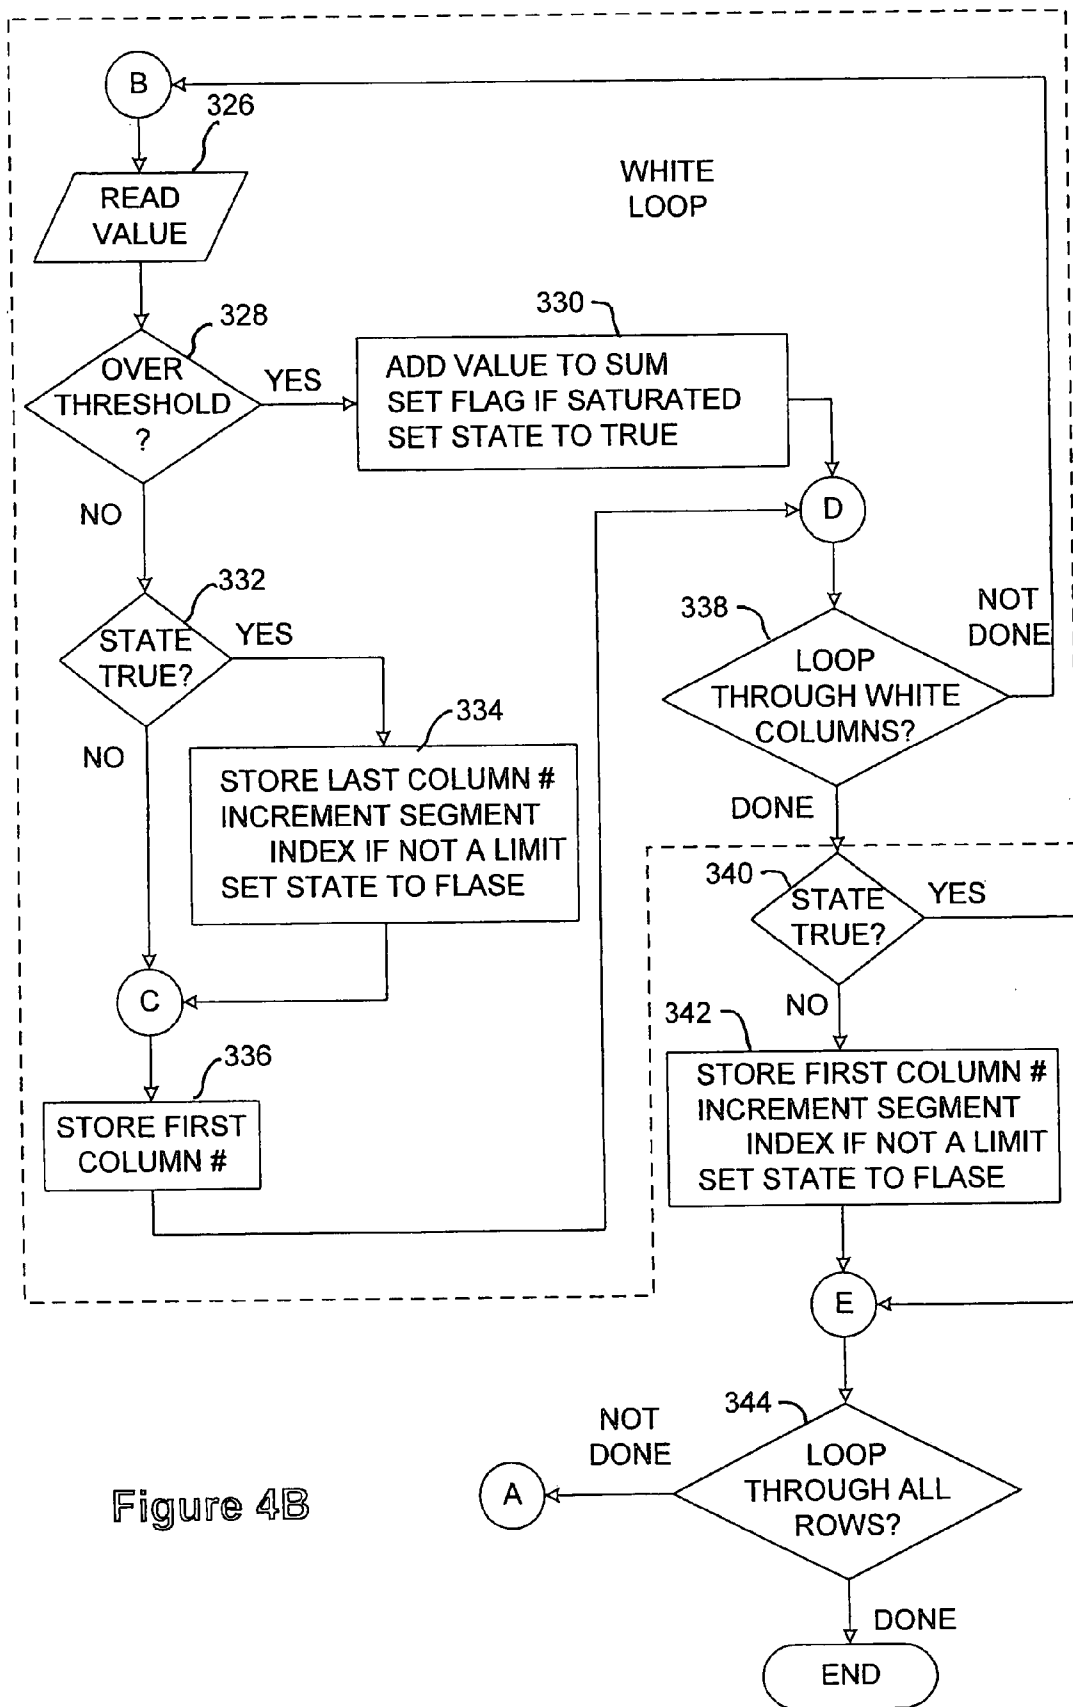 B
326
READ
VALUE
WHITE
LOOP
328
OVER
THRESHOLD
?
YES
330
ADD VALUE TO SUM
SET FLAG IF SATURATED
SET STATE TO TRUE
NO
D
332
STATE
TRUE?
YES
NO
334
STORE LAST COLUMN #
INCREMENT SEGMENT
INDEX IF NOT A LIMIT
SET STATE TO FLASE
C
336
STORE FIRST
COLUMN #
338
LOOP
THROUGH WHITE
COLUMNS?
NOT
DONE
DONE
340
STATE
TRUE?
YES
NO
342
STORE FIRST COLUMN #
INCREMENT SEGMENT
INDEX IF NOT A LIMIT
SET STATE TO FLASE
E
344
LOOP
THROUGH ALL
ROWS?
NOT
DONE
A
DONE
END
Figure 4B